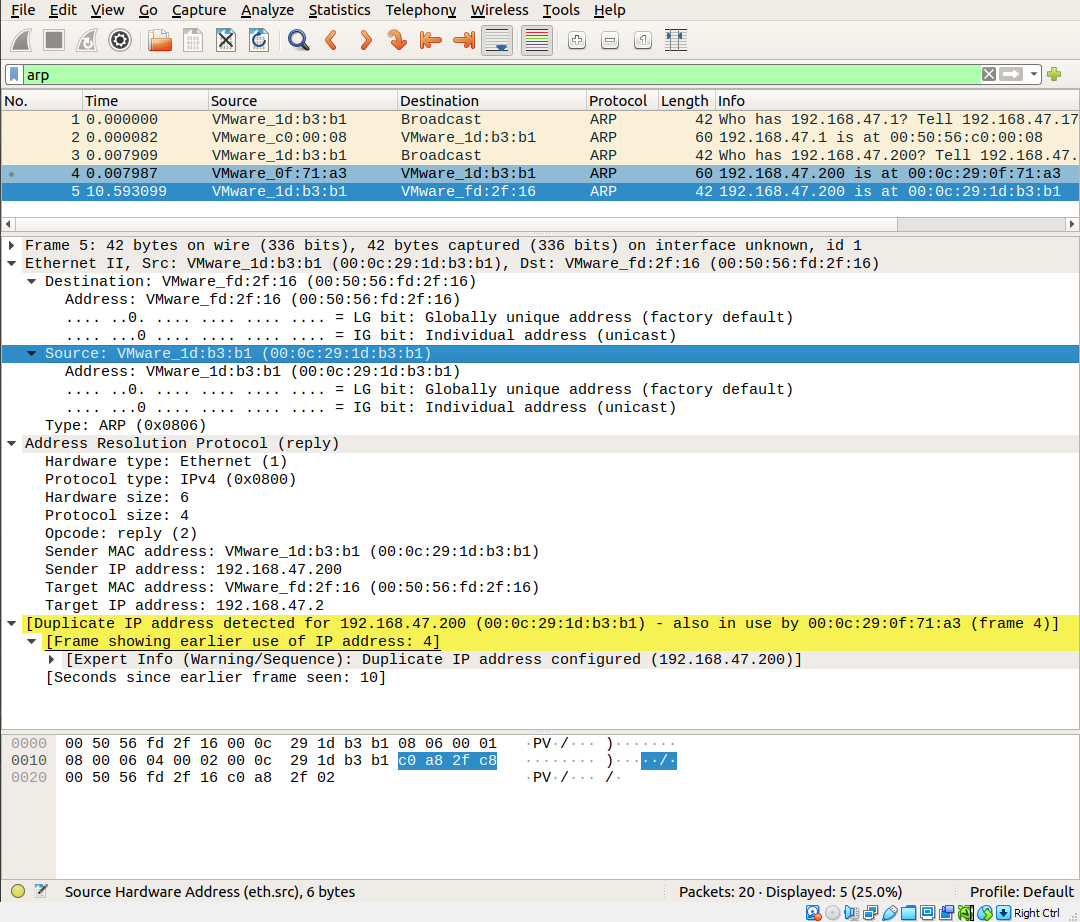 File Edit View Go Capture Analyze Statistics Telephony Wireless Tools Help
arp
No. Time Source Destination Protocol Length Info
1 0.000000 VMware_1d:b3:b1 Broadcast ARP 42 Who has 192.168.47.1? Tell 192.168.47.17
2 0.000082 VMware_c0:00:08 VMware_1d:b3:b1 ARP 60 192.168.47.1 is at 00:50:56:c0:00:08
3 0.007909 VMware_1d:b3:b1 Broadcast ARP 42 Who has 192.168.47.200? Tell 192.168.47.
4 0.007987 VMware_0f:71:a3 VMware_1d:b3:b1 ARP 60 192.168.47.200 is at 00:0c:29:0f:71:a3
5 10.593099 VMware_1d:b3:b1 VMware_fd:2f:16 ARP 42 192.168.47.200 is at 00:0c:29:1d:b3:b1
Frame 5: 42 bytes on wire (336 bits), 42 bytes captured (336 bits) on interface unknown, id 1
Ethernet II, Src: VMware_1d:b3:b1 (00:0c:29:1d:b3:b1), Dst: VMware_fd:2f:16 (00:50:56:fd:2f:16)
Destination: VMware_fd:2f:16 (00:50:56:fd:2f:16)
Address: VMware_fd:2f:16 (00:50:56:fd:2f:16)
.... ..0. .... .... .... .... = LG bit: Globally unique address (factory default)
.... ...0 .... .... .... .... = IG bit: Individual address (unicast)
Source: VMware_1d:b3:b1 (00:0c:29:1d:b3:b1)
Address: VMware_1d:b3:b1 (00:0c:29:1d:b3:b1)
.... ..0. .... .... .... .... = LG bit: Globally unique address (factory default)
.... ...0 .... .... .... .... = IG bit: Individual address (unicast)
Type: ARP (0x0806)
Address Resolution Protocol (reply)
Hardware type: Ethernet (1)
Protocol type: IPv4 (0x0800)
Hardware size: 6
Protocol size: 4
Opcode: reply (2)
Sender MAC address: VMware_1d:b3:b1 (00:0c:29:1d:b3:b1)
Sender IP address: 192.168.47.200
Target MAC address: VMware_fd:2f:16 (00:50:56:fd:2f:16)
Target IP address: 192.168.47.2
[Duplicate IP address detected for 192.168.47.200 (00:0c:29:1d:b3:b1) - also in use by 00:0c:29:0f:71:a3 (frame 4)]
[Frame showing earlier use of IP address: 4]
[Expert Info (Warning/Sequence): Duplicate IP address configured (192.168.47.200)]
[Seconds since earlier frame seen: 10]
0000 00 50 56 fd 2f 16 00 0c 29 1d b3 b1 08 06 00 01 ·PV·/··· )·······
0010 08 00 06 04 00 02 00 0c 29 1d b3 b1 c0 a8 2f c8 ········ )·····/·
0020 00 50 56 fd 2f 16 c0 a8 2f 02 ·PV·/··· /·
Source Hardware Address (eth.src), 6 bytes Packets: 20 · Displayed: 5 (25.0%) Profile: Default
Right Ctrl